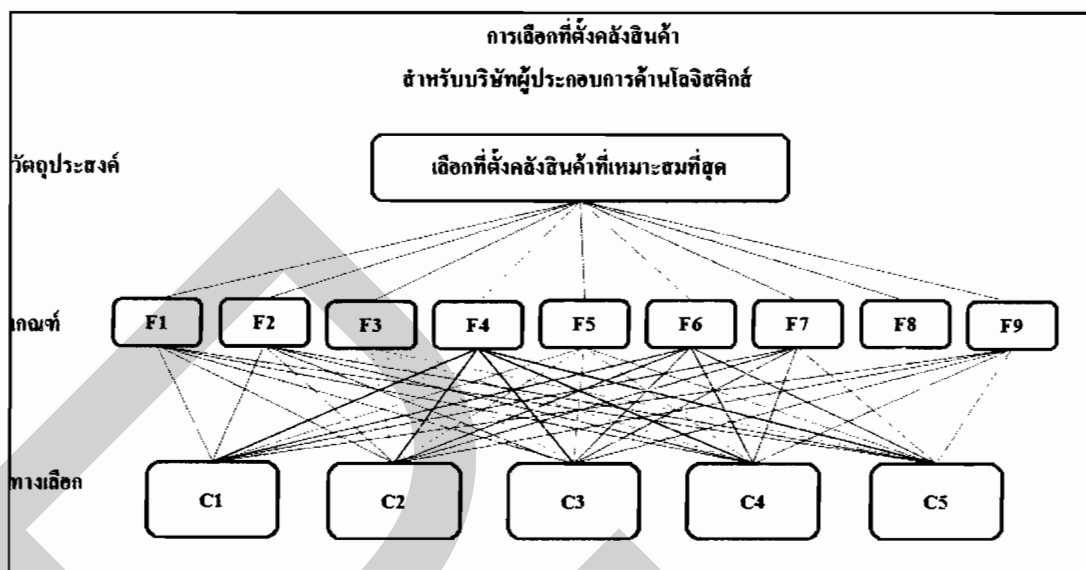 การเลือกที่ตั้งคลังสินค้า
สำหรับบริษัทผู้ประกอบการด้านโลจิสติกส์
วัตถุประสงค์
เลือกที่ตั้งคลังสินค้าที่เหมาะสมที่สุด
เกณฑ์ F1 F2 F3 F4 F5 F6 F7 F8 F9
ทางเลือก C1 C2 C3 C4 C5